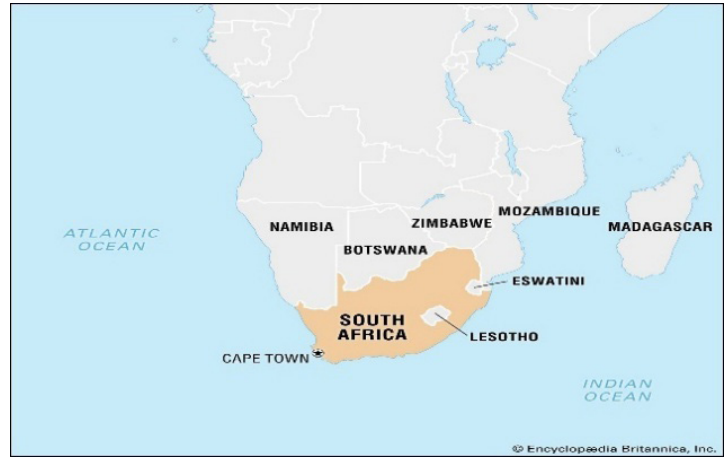 NAMIBIA
ZIMBABWE
MOZAMBIQUE
MADAGASCAR
ATLANTIC
OCEAN
BOTSWANA
ESWATINI
SOUTH
AFRICA
LESOTHO
CAPE TOWN
INDIAN
OCEAN
© Encyclopædia Britannica, Inc.